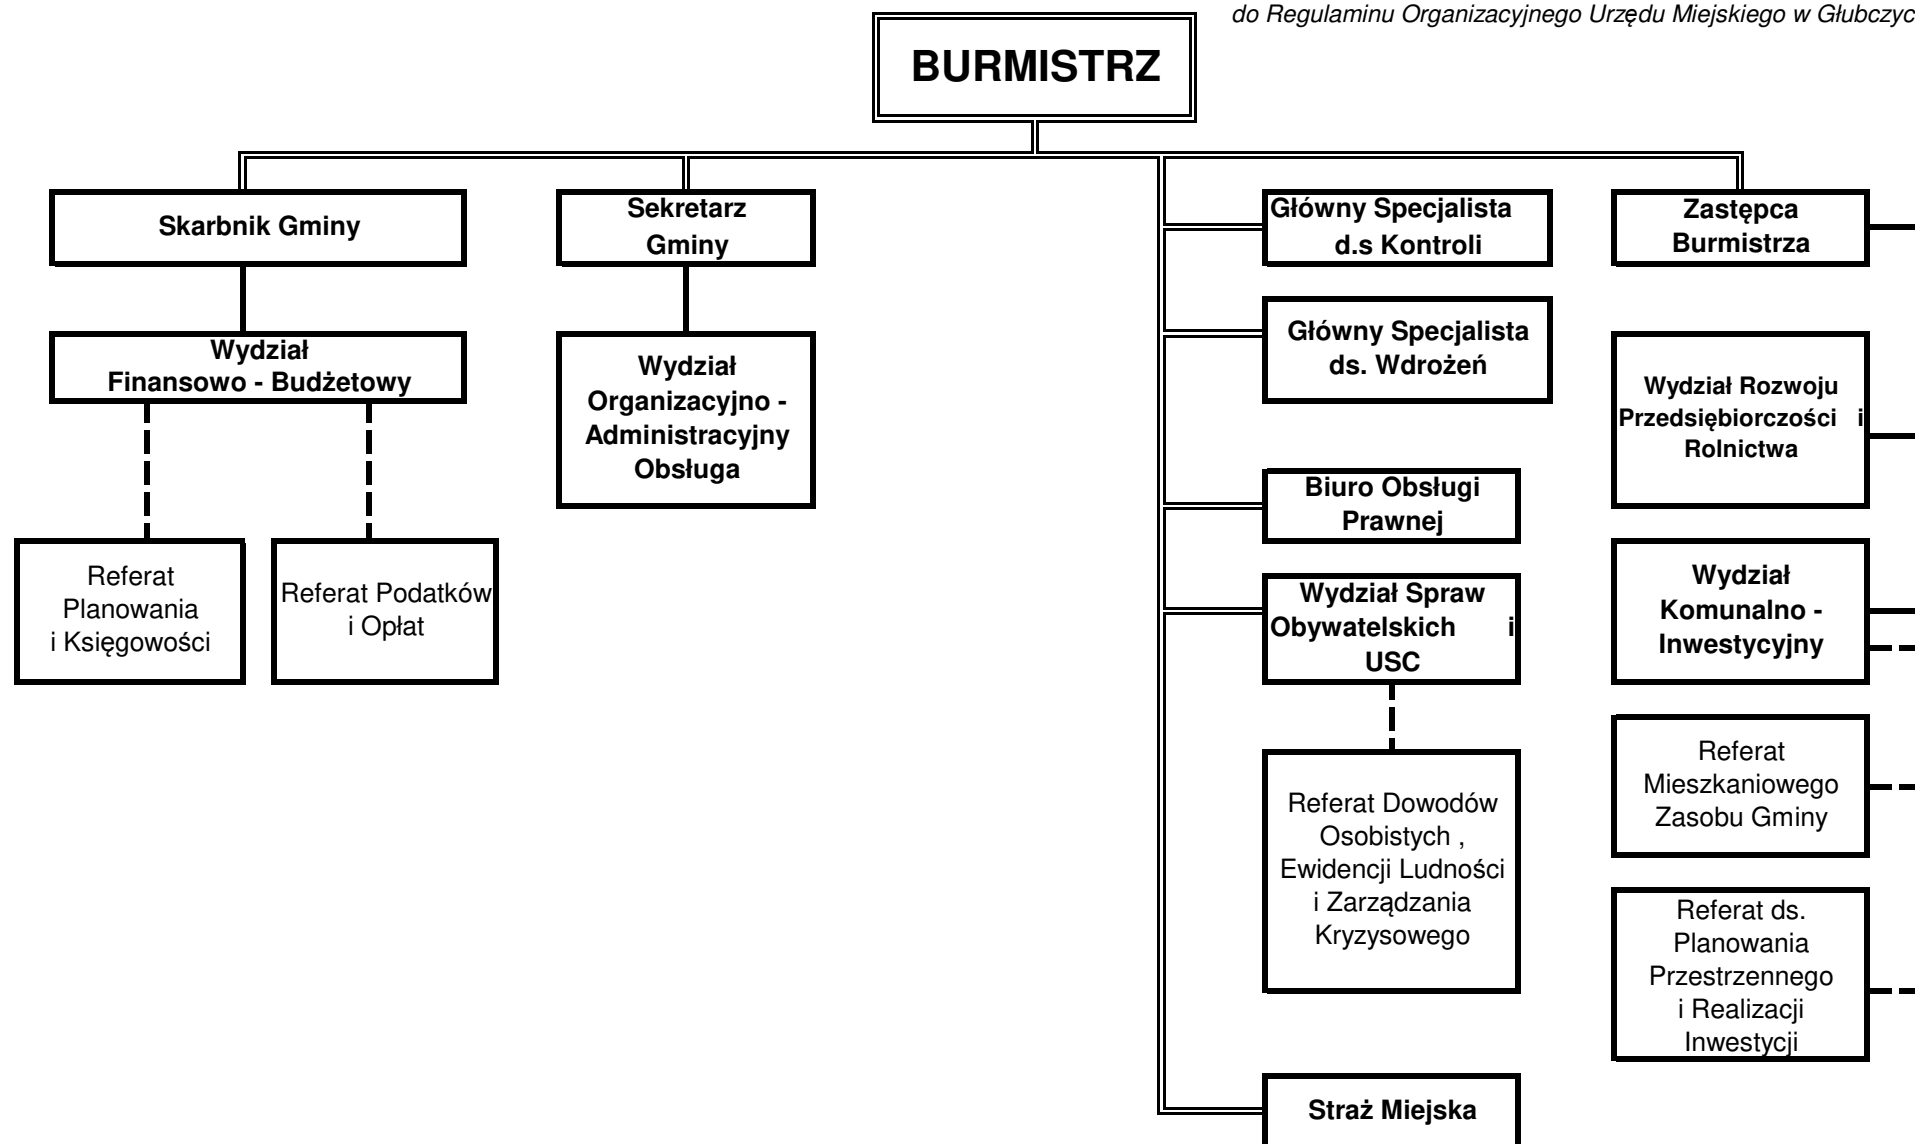 do Regulaminu Organizacyjnego Urzędu Miejskiego w Głubczyc
BURMISTRZ
Skarbnik Gminy
Sekretarz
Gminy
Główny Specjalista
d.s Kontroli
Zastępca
Burmistrza
Główny Specjalista
ds. Wdrożeń
Wydział
Finansowo - Budżetowy
Wydział
Organizacyjno -
Administracyjny
Obsługa
Wydział Rozwoju
Przedsiębiorczości i
Rolnictwa
Biuro Obsługi
Prawnej
Referat
Planowania
i Księgowości
Referat Podatków
i Opłat
Wydział Spraw
Obywatelskich i
USC
Wydział
Komunalno -
Inwestycyjny
Referat
Mieszkaniowego
Zasobu Gminy
Referat Dowodów
Osobistych ,
Ewidencji Ludności
i Zarządzania
Kryzysowego
Referat ds.
Planowania
Przestrzennego
i Realizacji
Inwestycji
Straż Miejska